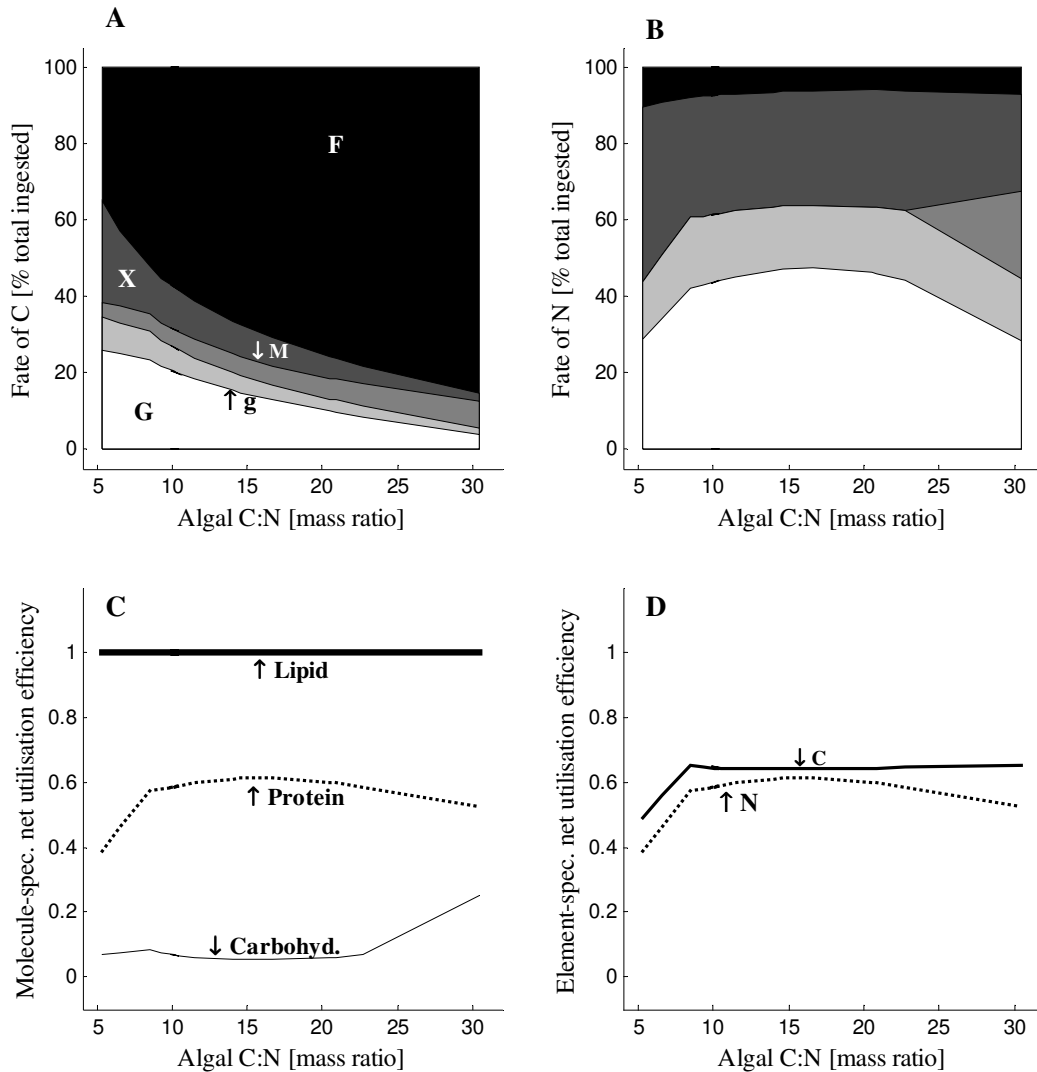 A
Fate of C [% total ingested]
100
80
60
40
20
0
F
X
↓ M
↑ g
G
5 10 15 20 25 30
Algal C:N [mass ratio]
B
Fate of N [% total ingested]
100
80
60
40
20
0
5 10 15 20 25 30
Algal C:N [mass ratio]
C
Molecule-spec. net utilisation efficiency
1
0.8
0.6
0.4
0.2
0
↑ Lipid
↑ Protein
↓ Carbohyd.
5 10 15 20 25 30
Algal C:N [mass ratio]
D
Element-spec. net utilisation efficiency
1
0.8
0.6
0.4
0.2
0
↓ C
↑ N
5 10 15 20 25 30
Algal C:N [mass ratio]